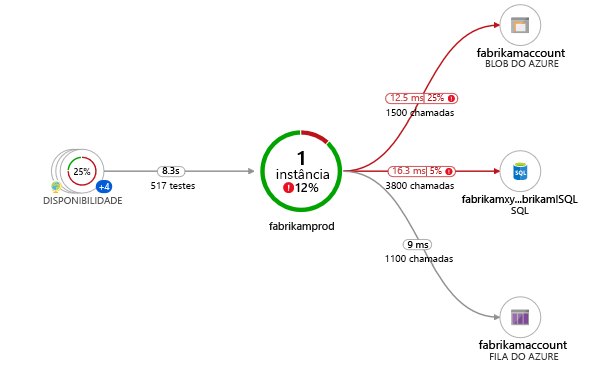 25%
+4
DISPONIBILIDADE
8.3s
517 testes
1
instância
! 12%
fabrikamprod
12.5 ms 25% !
1500 chamadas
fabrikamaccount
BLOB DO AZURE
16.3 ms 5% !
3800 chamadas
SQL
fabrikamxy...brikamlSQL
SQL
9 ms
1100 chamadas
fabrikamaccount
FILA DO AZURE